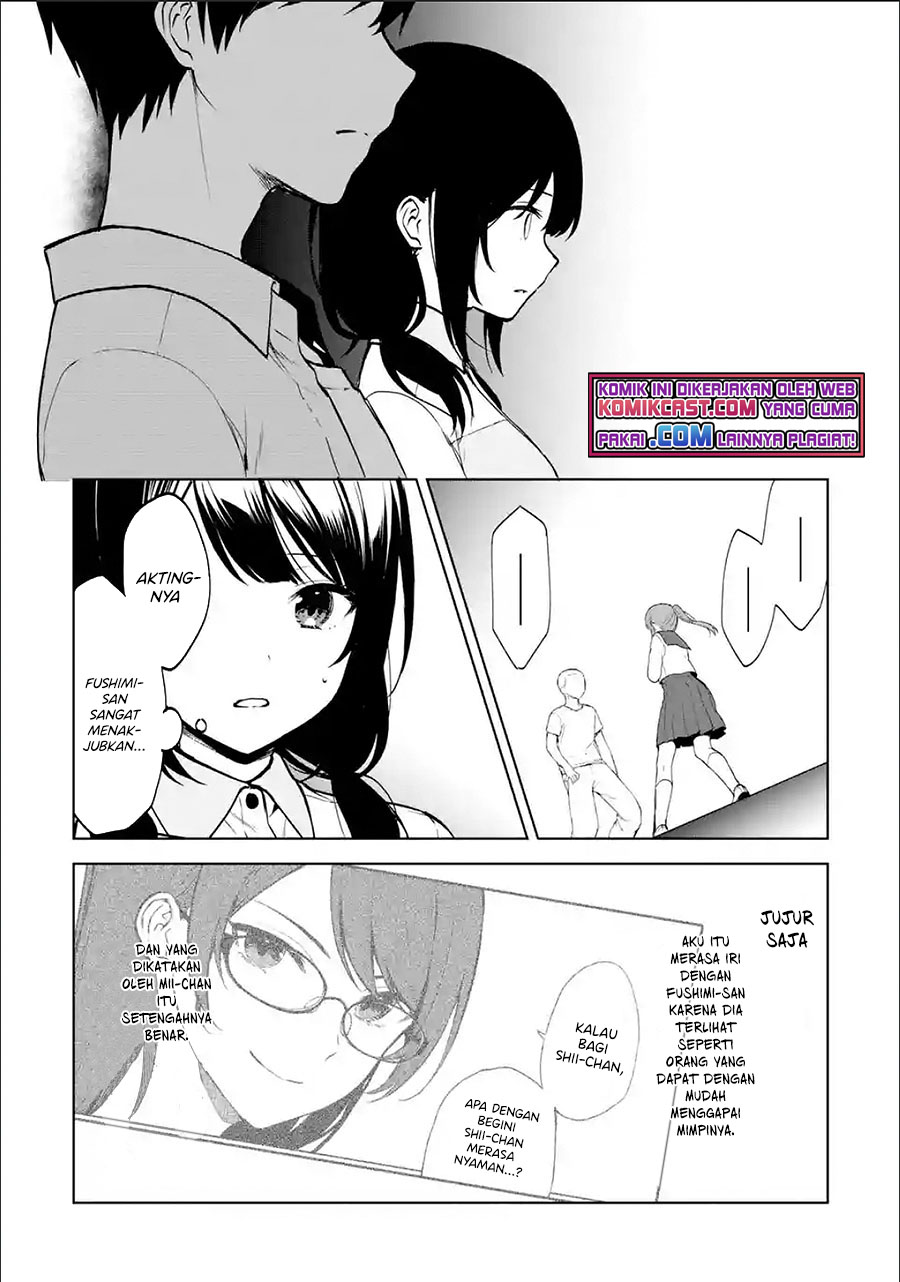 KOMIK INI DIKERJAKAN OLEH WEB
KOMIKCAST.COM YANG CUMA
PAKAI .COM LAINNYA PLAGIAT!
AKTING-
NYA
FUSHIMI-
SAN
SANGAT
MENAK-
JUBKAN...
JUJUR
SAJA
AKU ITU
MERASA IRI
DENGAN
FUSHIMI-SAN
KARENA DIA
TERLIHAT
SEPERTI
ORANG YANG
DAPAT DENGAN
MUDAH
MENGGAPAI
MIMPINYA.
KALAU
BAGI
SHII-CHAN,
APA DENGAN
BEGINI
SHII-CHAN
MERASA
NYAMAN...?
DAN YANG
DIKATAKAN
OLEH MII-CHAN
ITU
SETENGAHNYA
BENAR.